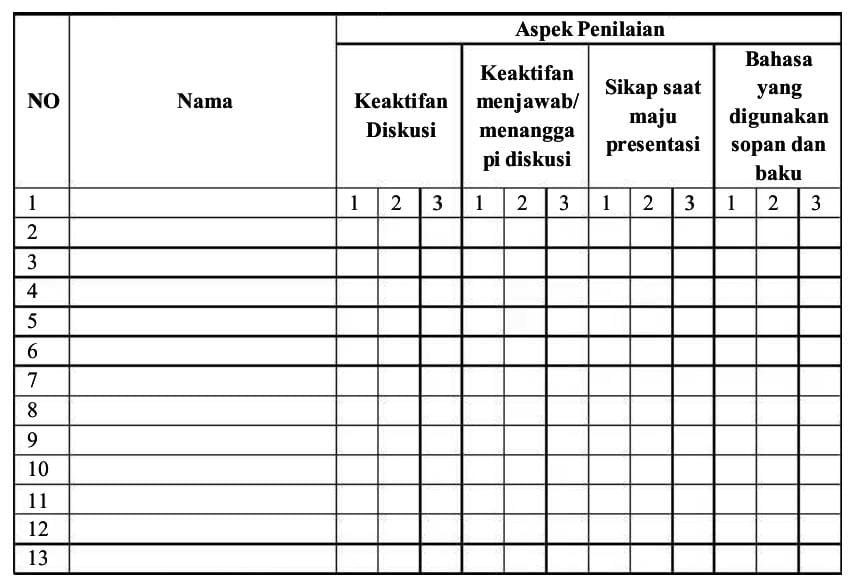 Aspek Penilaian
NO
Nama
Keaktifan
Diskusi
Keaktifan
menjawab/
menangga
pi diskusi
Sikap saat
maju
presentasi
Bahasa
yang
digunakan
sopan dan
baku
1 1 2 3 1 2 3 1 2 3 1 2 3
2
3
4
5
6
7
8
9
10
11
12
13